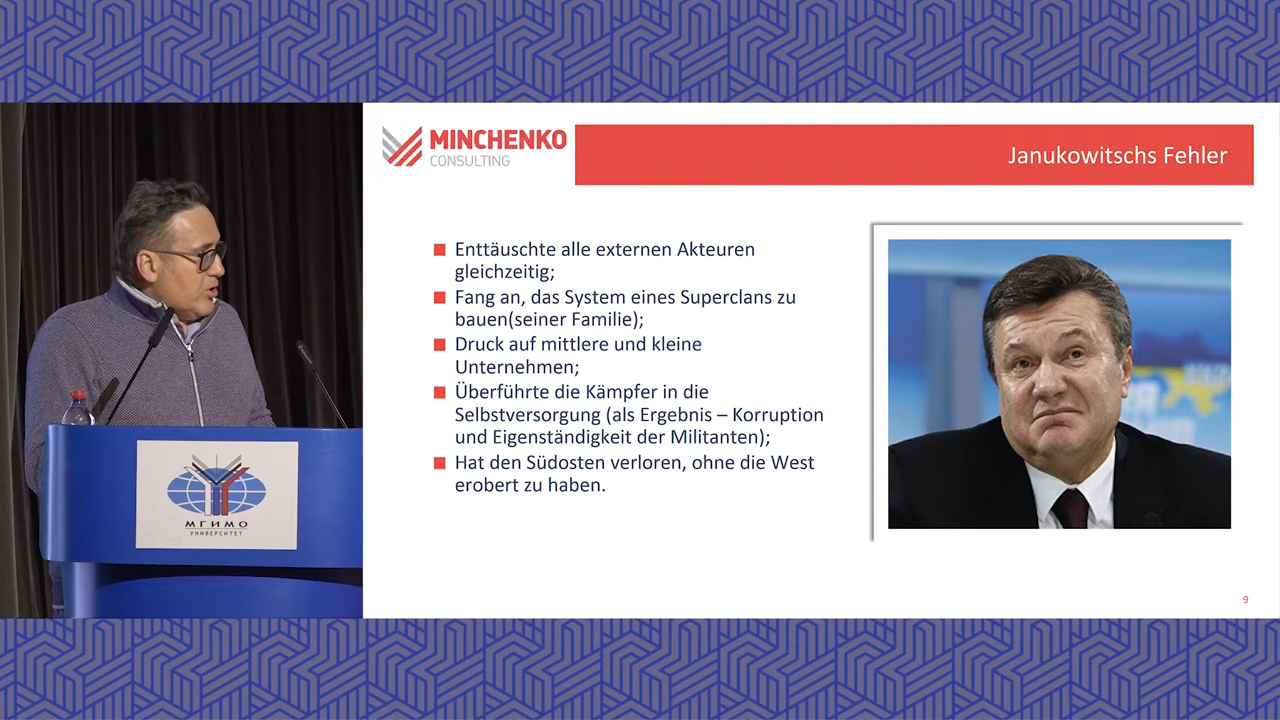 MINCHENKO
CONSULTING
Janukowitschs Fehler
Enttäuschte alle externen Akteuren
gleichzeitig;
Fang an, das System eines Superclans zu
bauen(seiner Familie);
Druck auf mittlere und kleine
Unternehmen;
Überführte die Kämpfer in die
Selbstversorgung (als Ergebnis – Korruption
und Eigenständigkeit der Militanten);
Hat den Südosten verloren, ohne die West
erobert zu haben.
9
МГИМО
УНИВЕРСИТЕТ